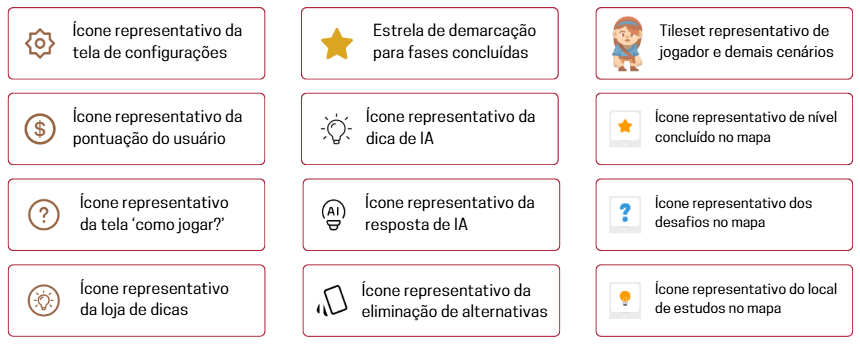 Ícone representativo da
tela de configurações
Estrela de demarcação
para fases concluídas
Tileset representativo de
jogador e demais cenários
$
Ícone representativo da
pontuação do usuário
Ícone representativo da
dica de IA
Ícone representativo de nível
concluído no mapa
?
Ícone representativo
da tela ‘como jogar?’
AI
Ícone representativo da
resposta de IA
?
Ícone representativo dos
desafios no mapa
Ícone representativo
da loja de dicas
Ícone representativo da
eliminação de alternativas
Ícone representativo do local
de estudos no mapa